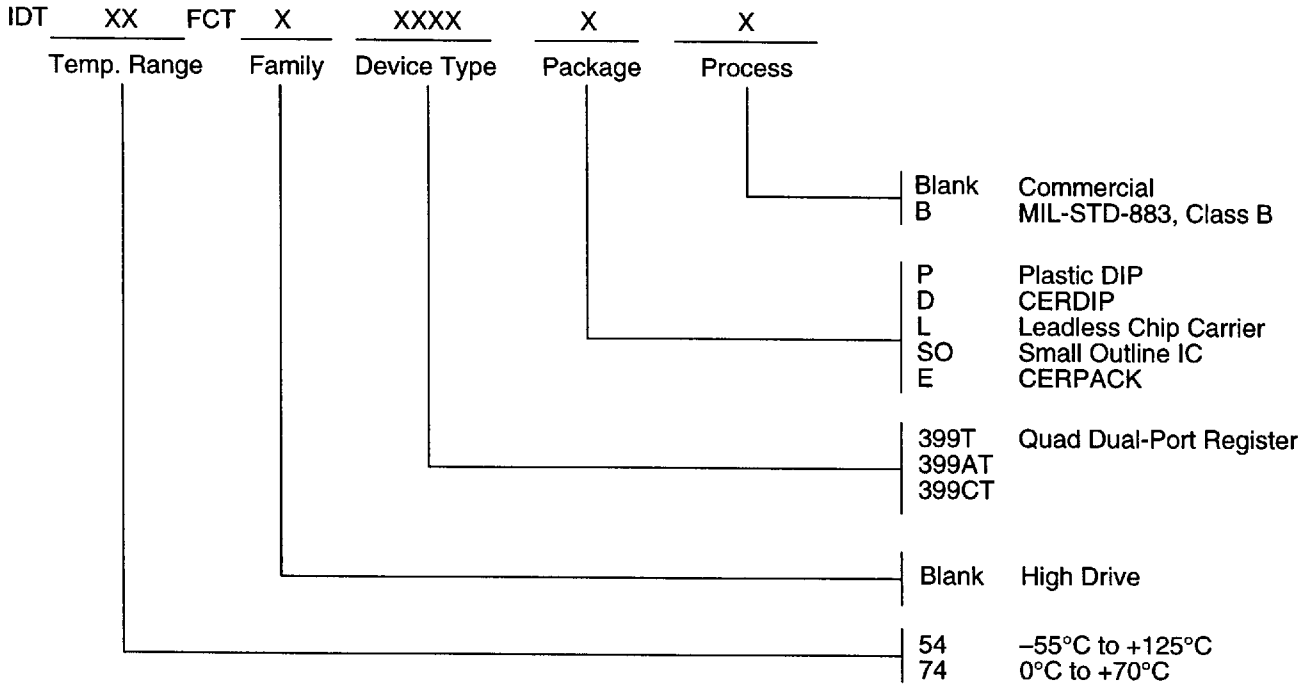 IDT XX FCT X XXXX X X
Temp. Range Family Device Type Package Process
Blank Commercial
B MIL-STD-883, Class B
P Plastic DIP
D CERDIP
L Leadless Chip Carrier
SO Small Outline IC
E CERPACK
399T Quad Dual-Port Register
399AT
399CT
Blank High Drive
54 –55°C to +125°C
74 0°C to +70°C